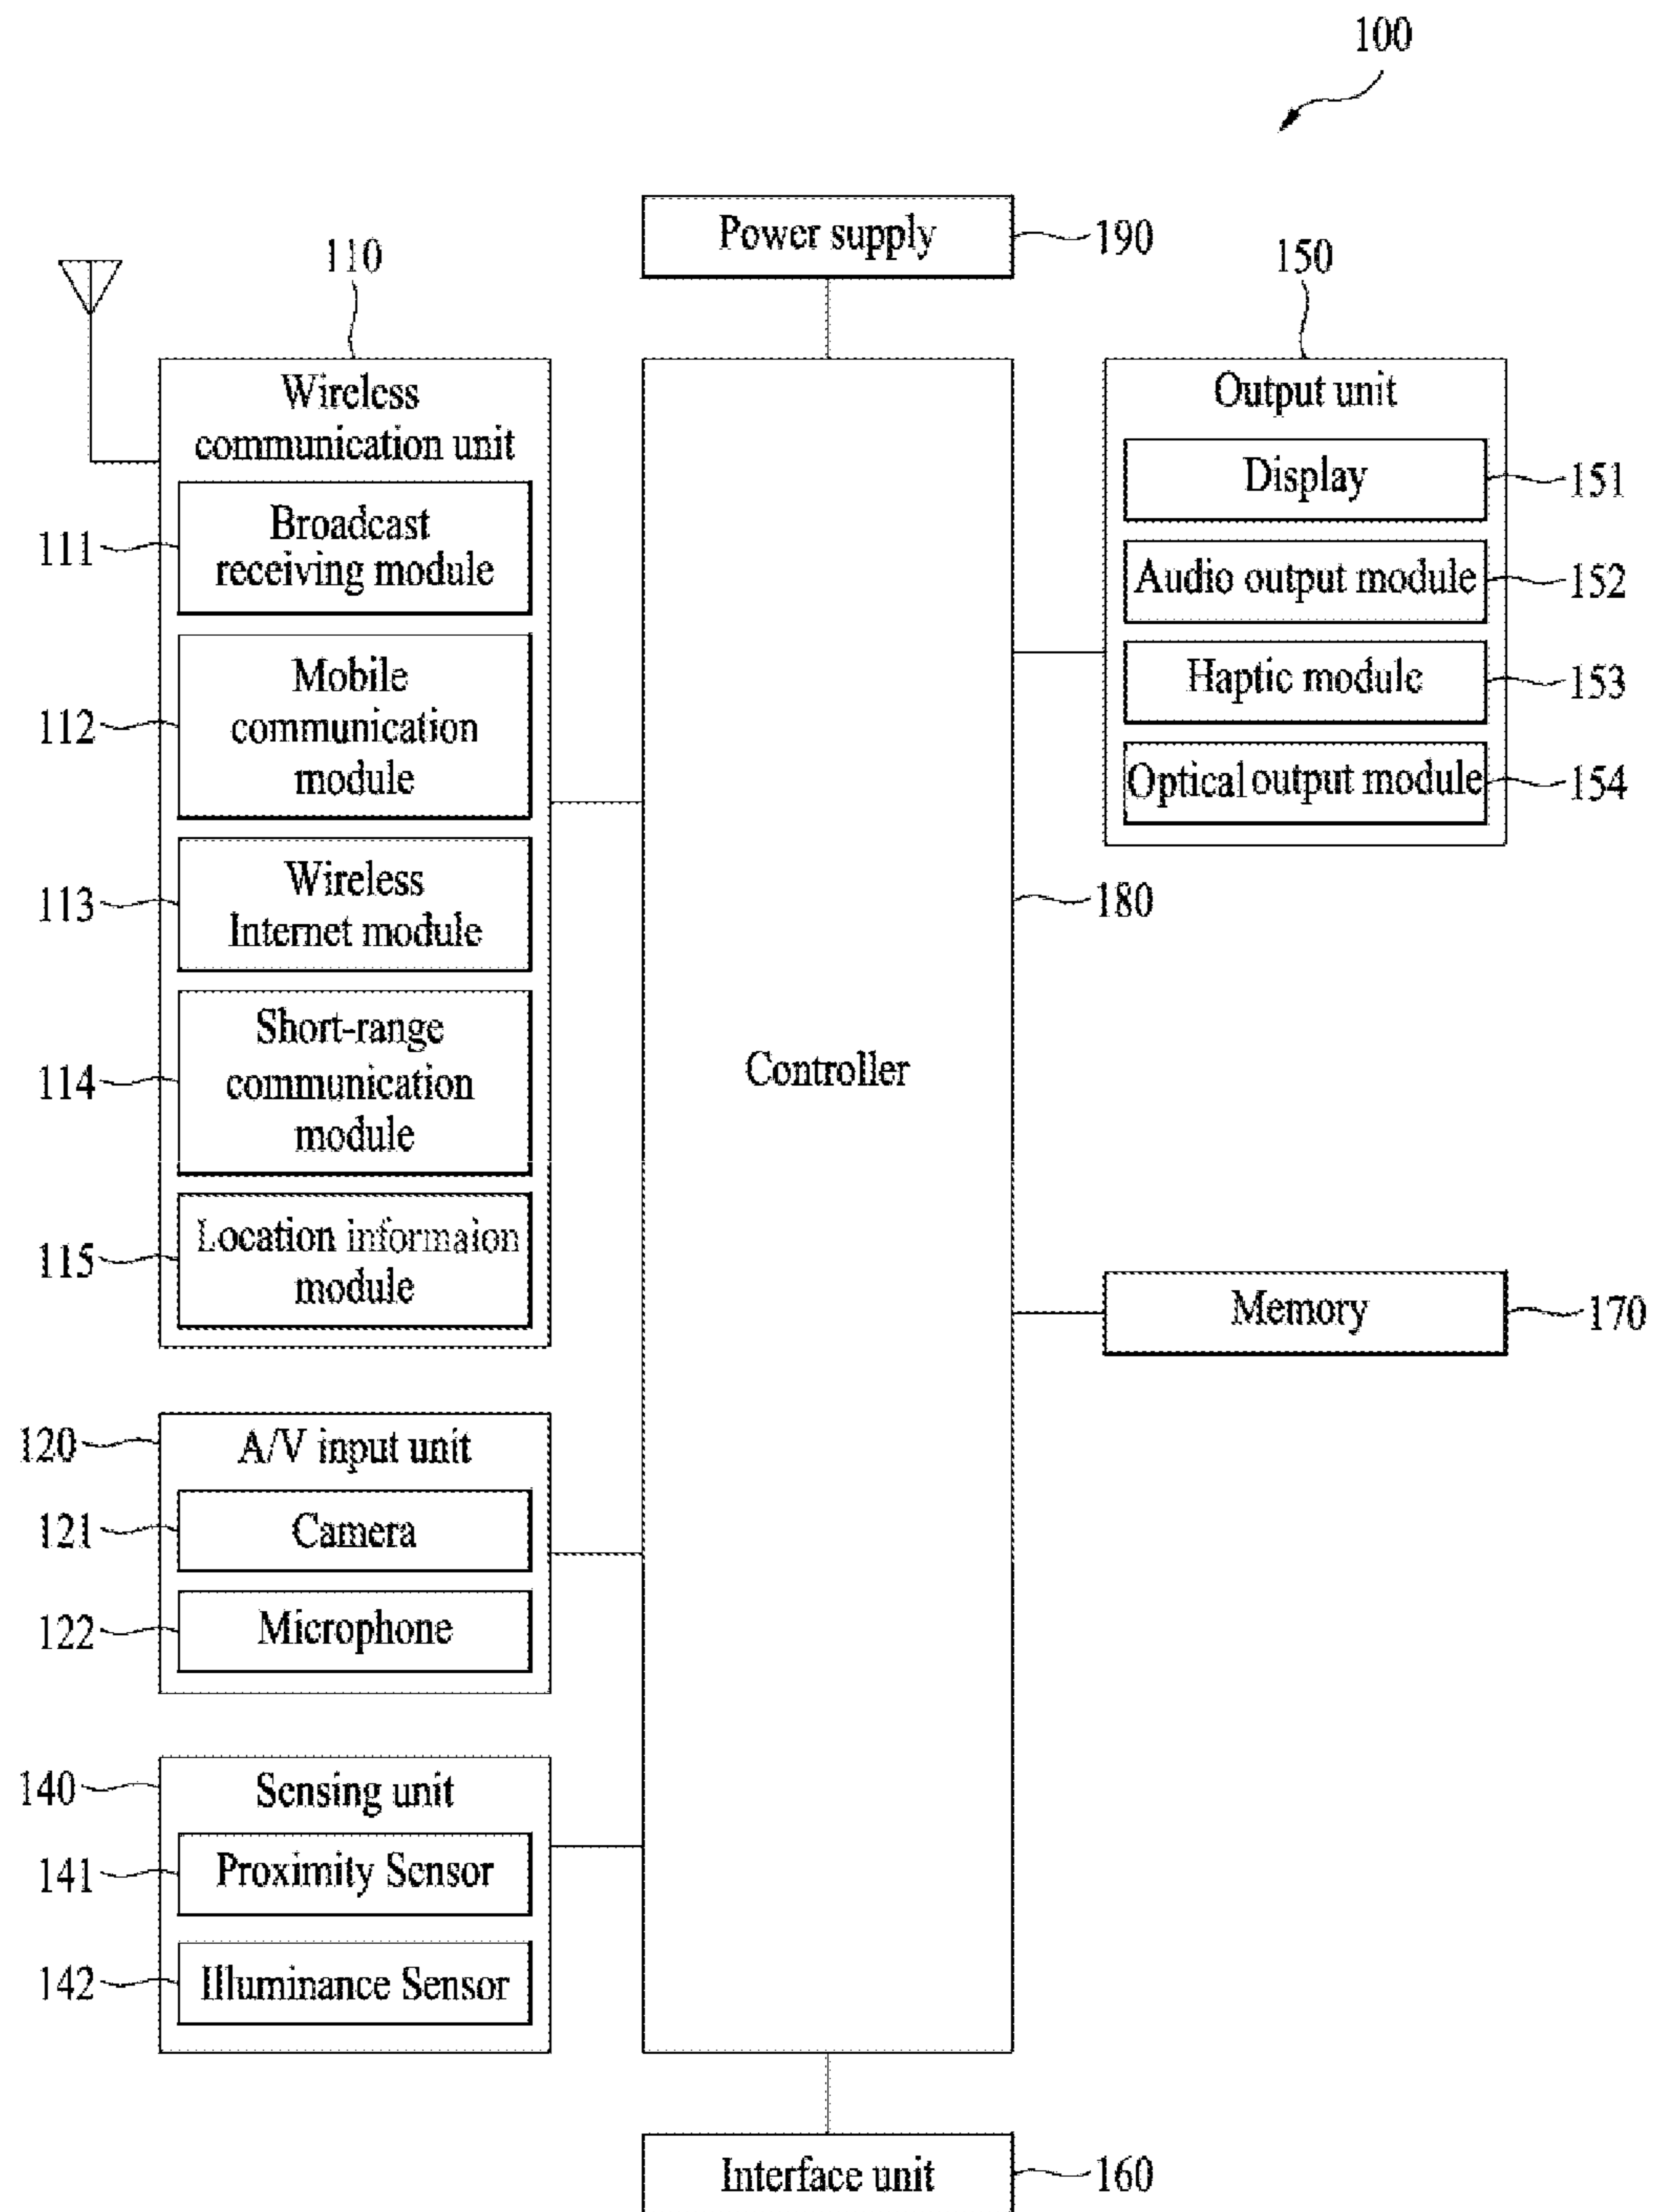 100
Power supply
190
110
150
Wireless
communication unit
Output unit
Display
151
Broadcast
receiving module
111
Audio output module
152
Mobile
communication
module
112
Haptic module
153
Optical output module
154
Wireless
Internet module
113
180
Short-range
communication
module
114
Controller
Location informaion
module
115
Memory
170
120
A/V input unit
121
Camera
122
Microphone
140
Sensing unit
141
Proximity Sensor
142
Illuminance Sensor
Interface unit
160